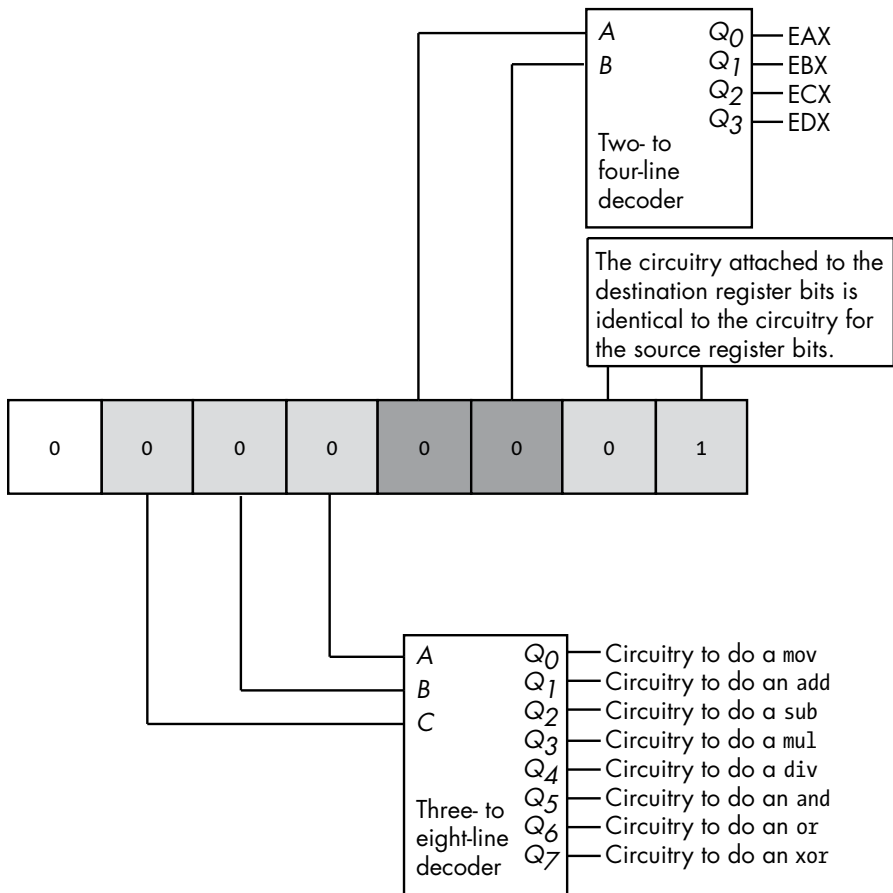 A Q0 EAX
B Q1 EBX
Q2 ECX
Q3 EDX
Two- to
four-line
decoder
The circuitry attached to the
destination register bits is
identical to the circuitry for
the source register bits.
0 0 0 0 0 0 0 1
A Q0 Circuitry to do a mov
B Q1 Circuitry to do an add
C Q2 Circuitry to do a sub
Q3 Circuitry to do a mul
Q4 Circuitry to do a div
Q5 Circuitry to do an and
Q6 Circuitry to do an or
Q7 Circuitry to do an xor
Three- to
eight-line
decoder